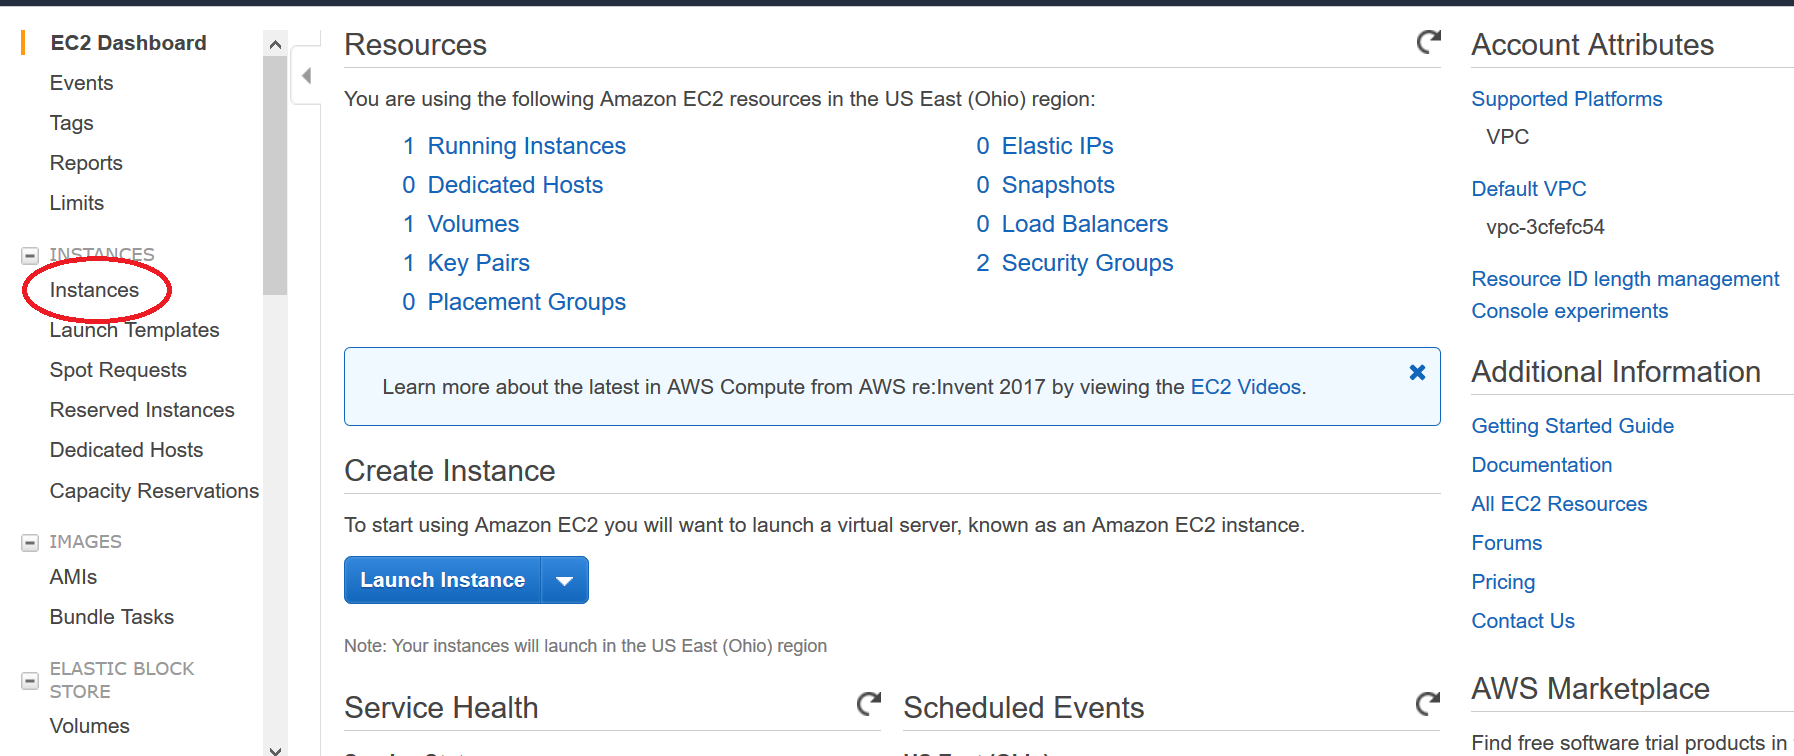 EC2 Dashboard
Events
Tags
Reports
Limits
INSTANCES
Instances
Launch Templates
Spot Requests
Reserved Instances
Dedicated Hosts
Capacity Reservations
IMAGES
AMIs
Bundle Tasks
ELASTIC BLOCK
STORE
Volumes
Resources
You are using the following Amazon EC2 resources in the US East (Ohio) region:
1 Running Instances
0 Dedicated Hosts
1 Volumes
1 Key Pairs
0 Placement Groups
0 Elastic IPs
0 Snapshots
0 Load Balancers
2 Security Groups
Learn more about the latest in AWS Compute from AWS re:Invent 2017 by viewing the EC2 Videos.
Create Instance
To start using Amazon EC2 you will want to launch a virtual server, known as an Amazon EC2 instance.
Launch Instance
Note: Your instances will launch in the US East (Ohio) region
Service Health
Scheduled Events
Account Attributes
Supported Platforms
VPC
Default VPC
vpc-3cfefc54
Resource ID length management
Console experiments
Additional Information
Getting Started Guide
Documentation
All EC2 Resources
Forums
Pricing
Contact Us
AWS Marketplace
Find free software trial products in